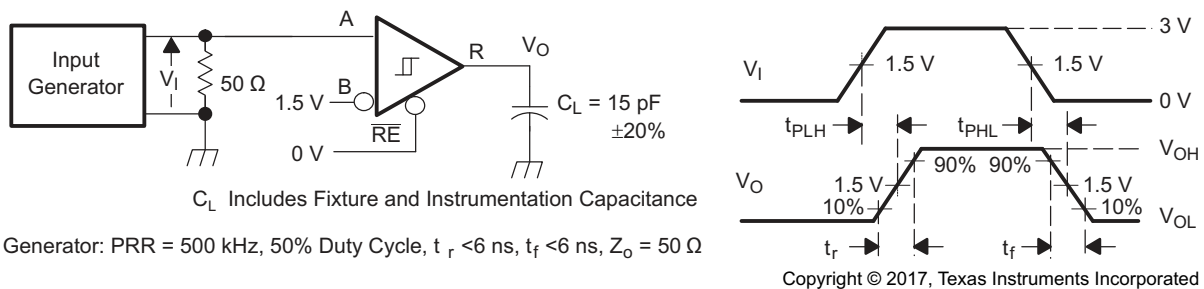 Input
Generator
V_I
50 Ω
A
B
1.5 V
0 V
RE
R
V_O
C_L = 15 pF
±20%
C_L Includes Fixture and Instrumentation Capacitance
Generator: PRR = 500 kHz, 50% Duty Cycle, t_r <6 ns, t_f <6 ns, Z_o = 50 Ω
V_I
1.5 V
1.5 V
3 V
0 V
t_PLH
t_PHL
V_O
1.5 V
10%
90%
90%
1.5 V
10%
V_OH
V_OL
t_r
t_f
Copyright © 2017, Texas Instruments Incorporated